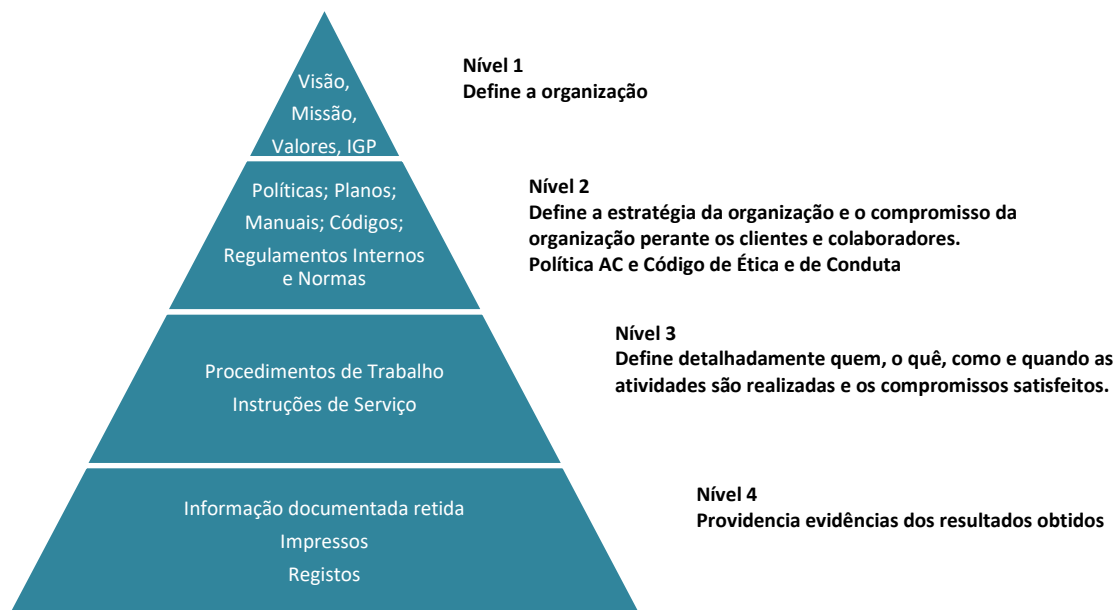 Visão,
Missão,
Valores, IGP
Nível 1
Define a organização
Políticas; Planos;
Manuais; Códigos;
Regulamentos Internos
e Normas
Nível 2
Define a estratégia da organização e o compromisso da
organização perante os clientes e colaboradores.
Política AC e Código de Ética e de Conduta
Procedimentos de Trabalho
Instruções de Serviço
Nível 3
Define detalhadamente quem, o quê, como e quando as
atividades são realizadas e os compromissos satisfeitos.
Informação documentada retida
Impressos
Registos
Nível 4
Providencia evidências dos resultados obtidos